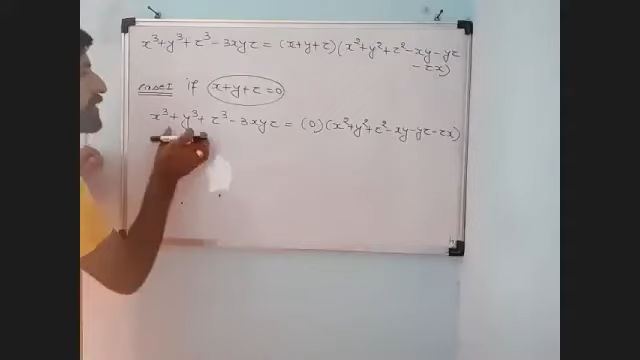 x³+y³+z³-3xyz = (x+y+z)(x²+y²+z²-xy-yz
-zx)
case I if x+y+z=0
x³+y³+z³-3xyz = (0)(x²+y²+z²-xy-yz-zx)